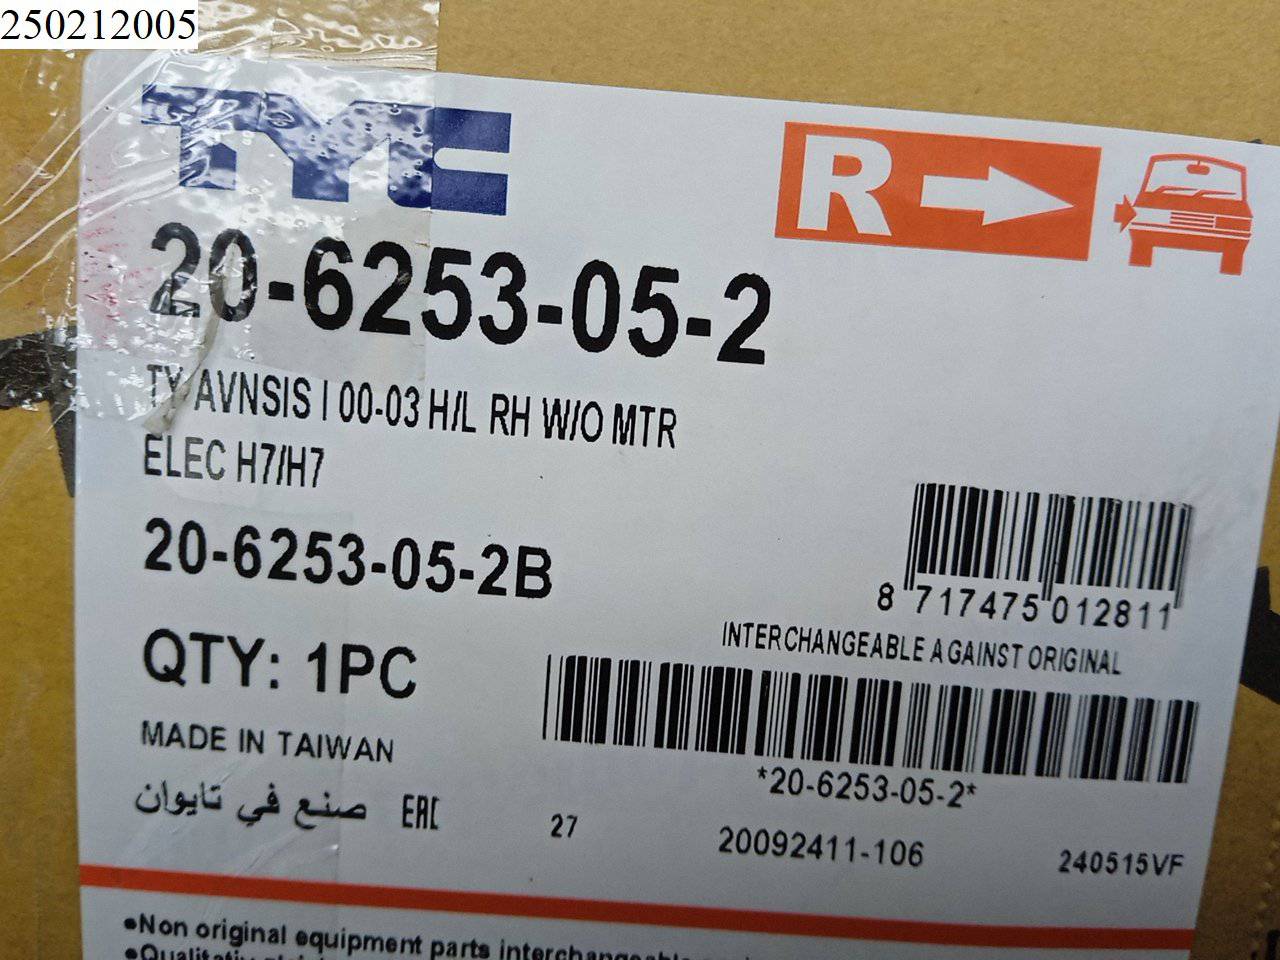 250212005
TYC
R
20-6253-05-2
TY AVNSIS I 00-03 H/L RH W/O MTR
ELEC H7/H7
20-6253-05-2B
8 717475 012811
INTERCHANGEABLE AGAINST ORIGINAL
QTY: 1PC
MADE IN TAIWAN
*20-6253-05-2*
صنع في تايوان EAC
27 20092411-106 240515VF
•Non original equipment parts